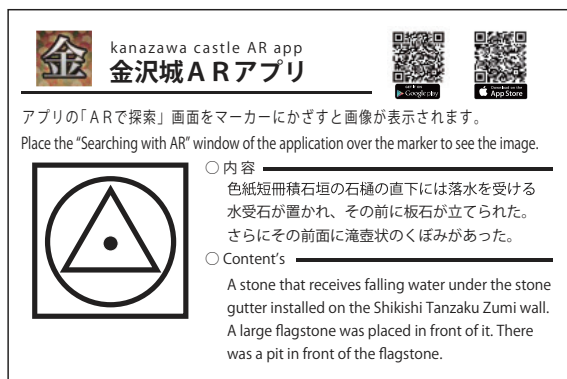 金
kanazawa castle AR app
金沢城ARアプリ
Google play
Download on the
App Store
アプリの「ARで探索」画面をマーカーにかざすと画像が表示されます。
Place the “Searching with AR” window of the application over the marker to see the image.
○ 内容
色紙短冊積石垣の石樋の直下には落水を受ける
水受石が置かれ、その前に板石が立てられた。
さらにその前面に滝壺状のくぼみがあった。
○ Content's
A stone that receives falling water under the stone
gutter installed on the Shikishi Tanzaku Zumi wall.
A large flagstone was placed in front of it. There
was a pit in front of the flagstone.